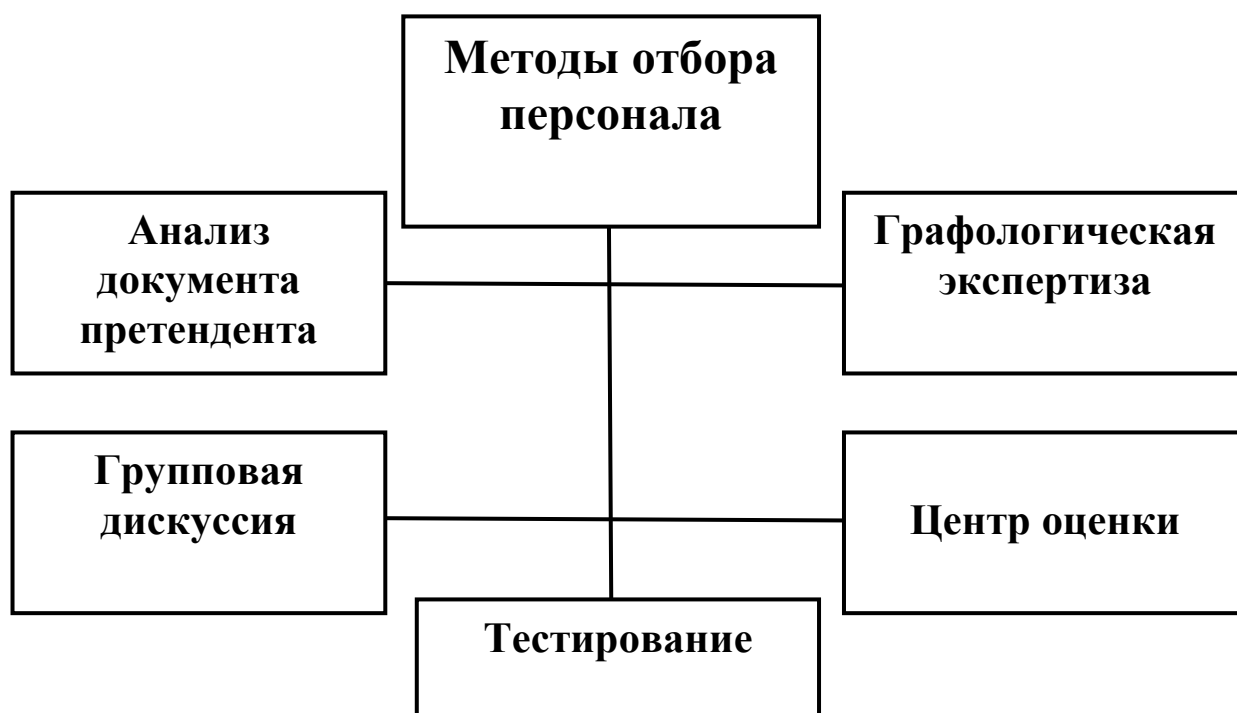 Методы отбора
персонала
Анализ
документа
претендента
Графологическая
экспертиза
Групповая
дискуссия
Центр оценки
Тестирование